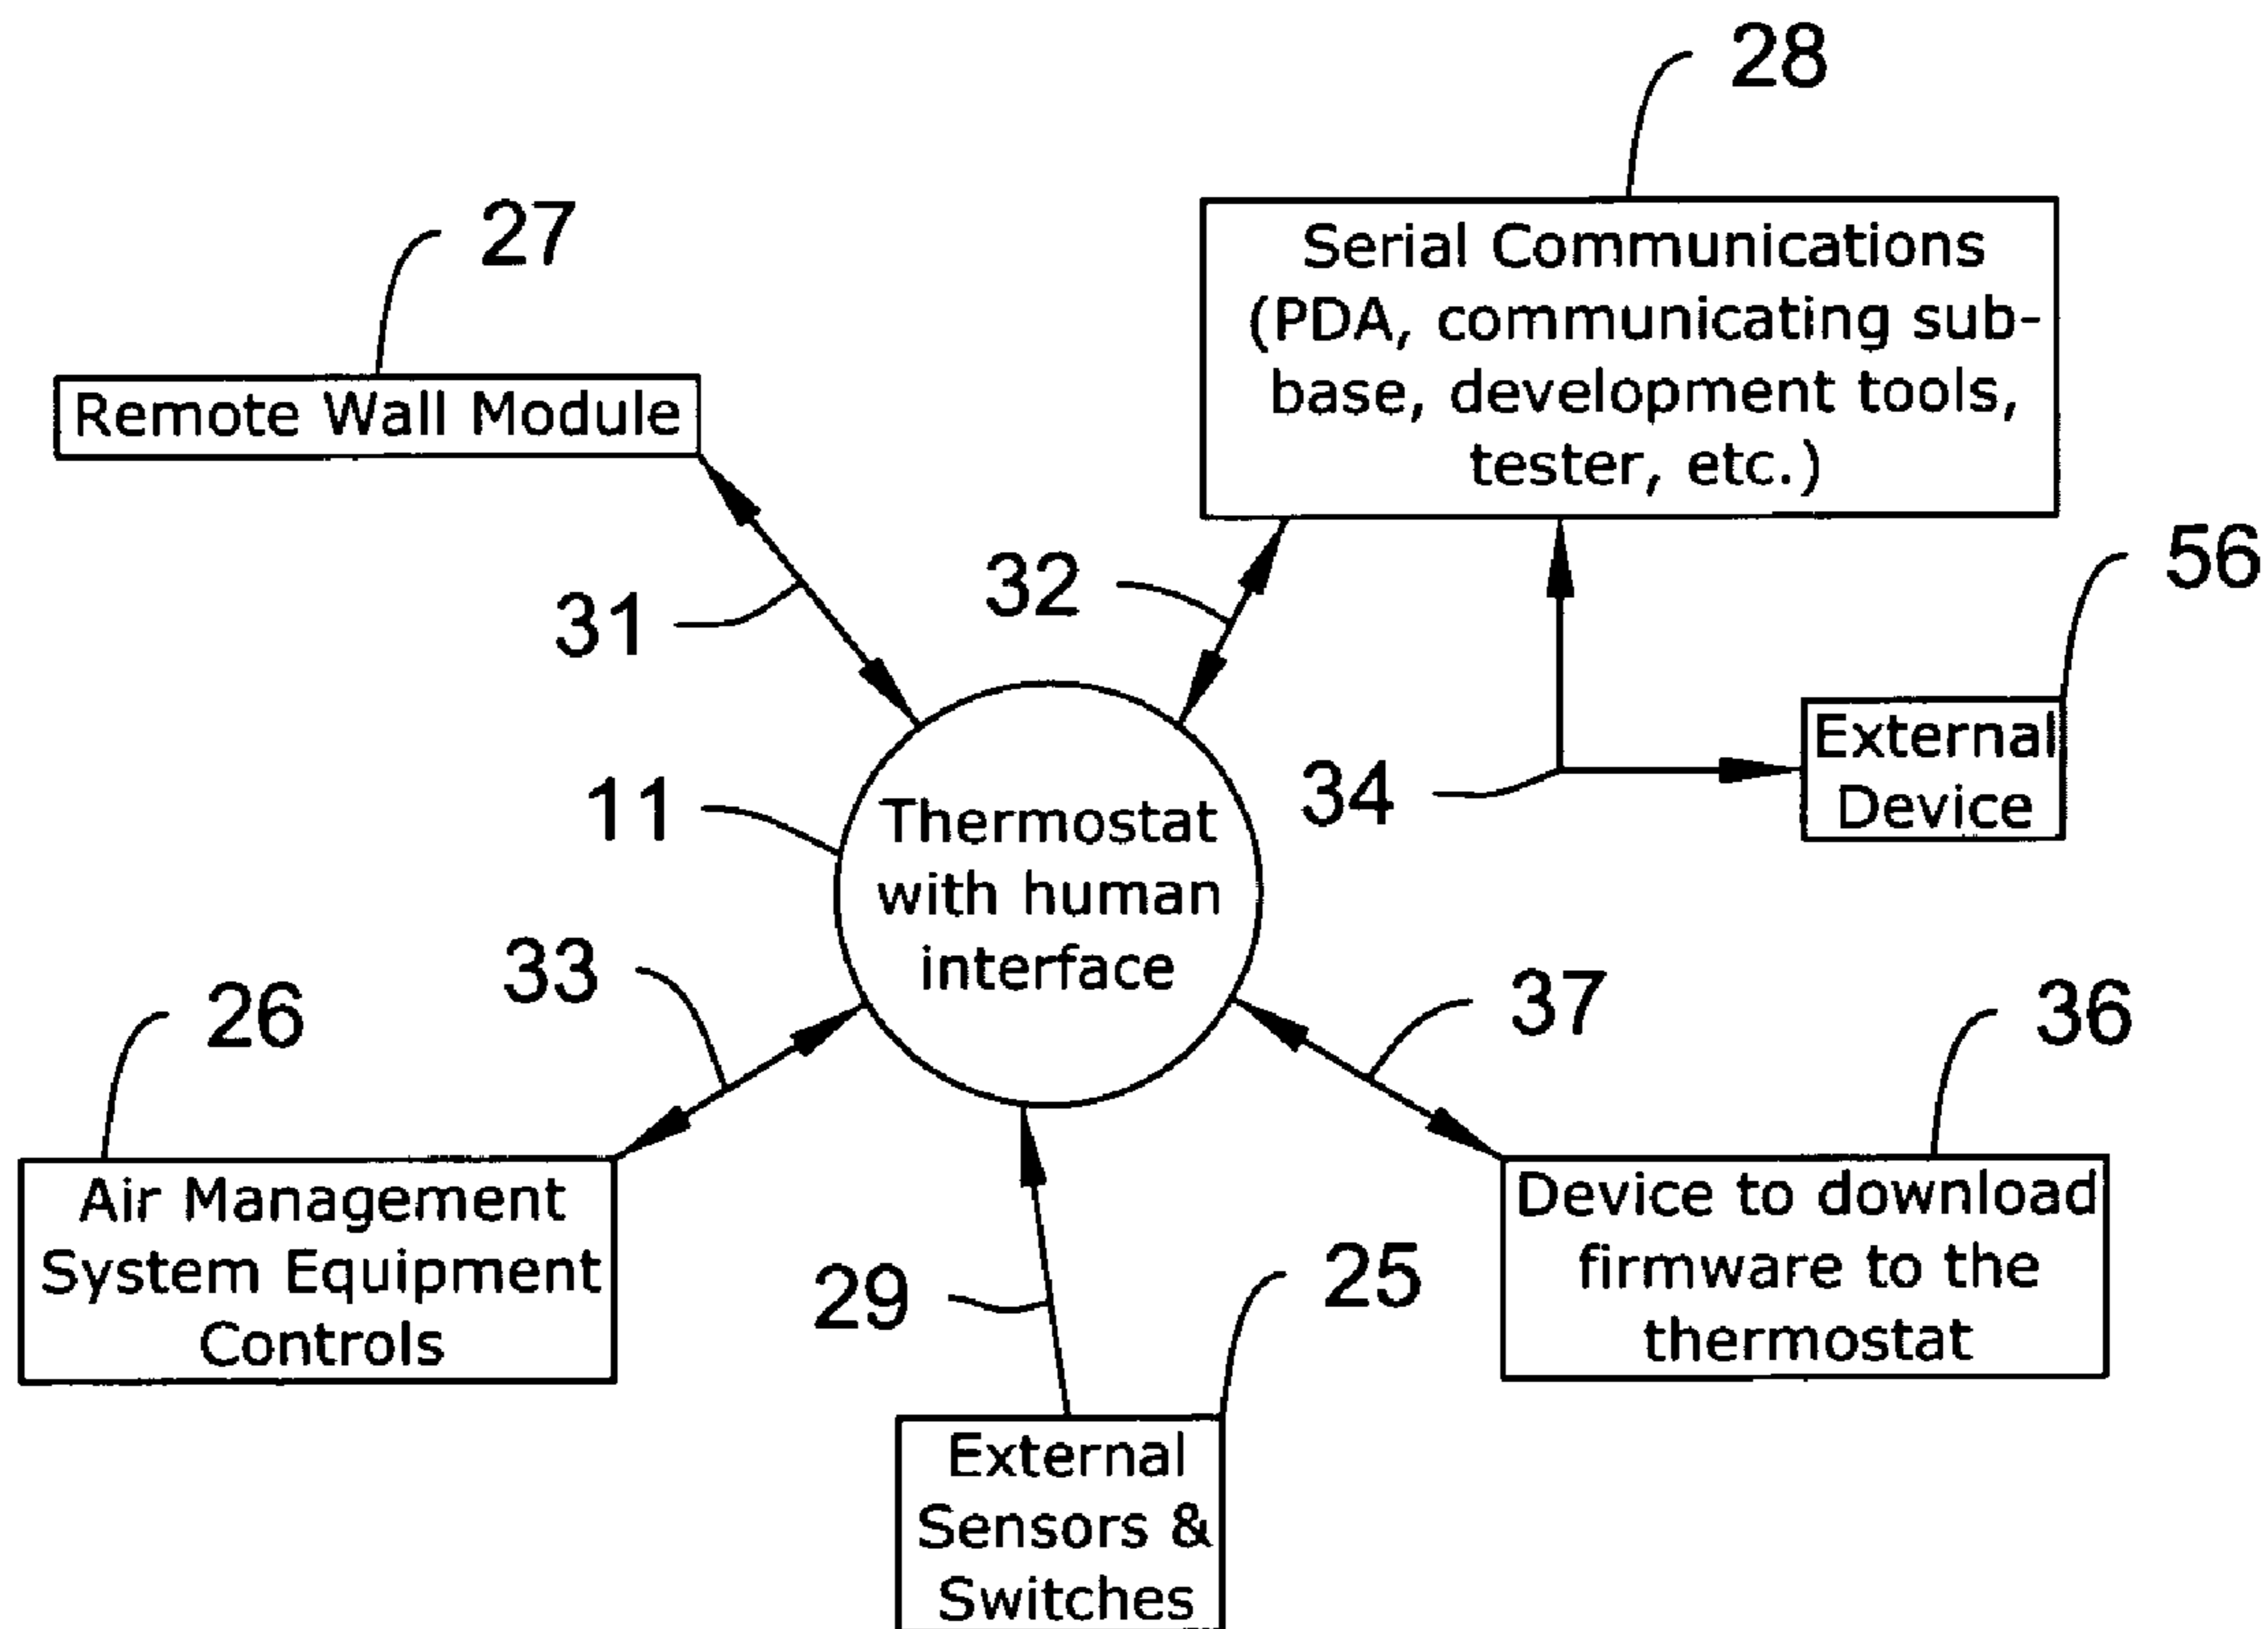 28
27
Serial Communications
(PDA, communicating sub-
base, development tools,
tester, etc.)
Remote Wall Module
56
32
31
External
Device
34
11
Thermostat
with human
interface
33
37
26
36
Air Management
System Equipment
Controls
Device to download
firmware to the
thermostat
29
25
External
Sensors &
Switches